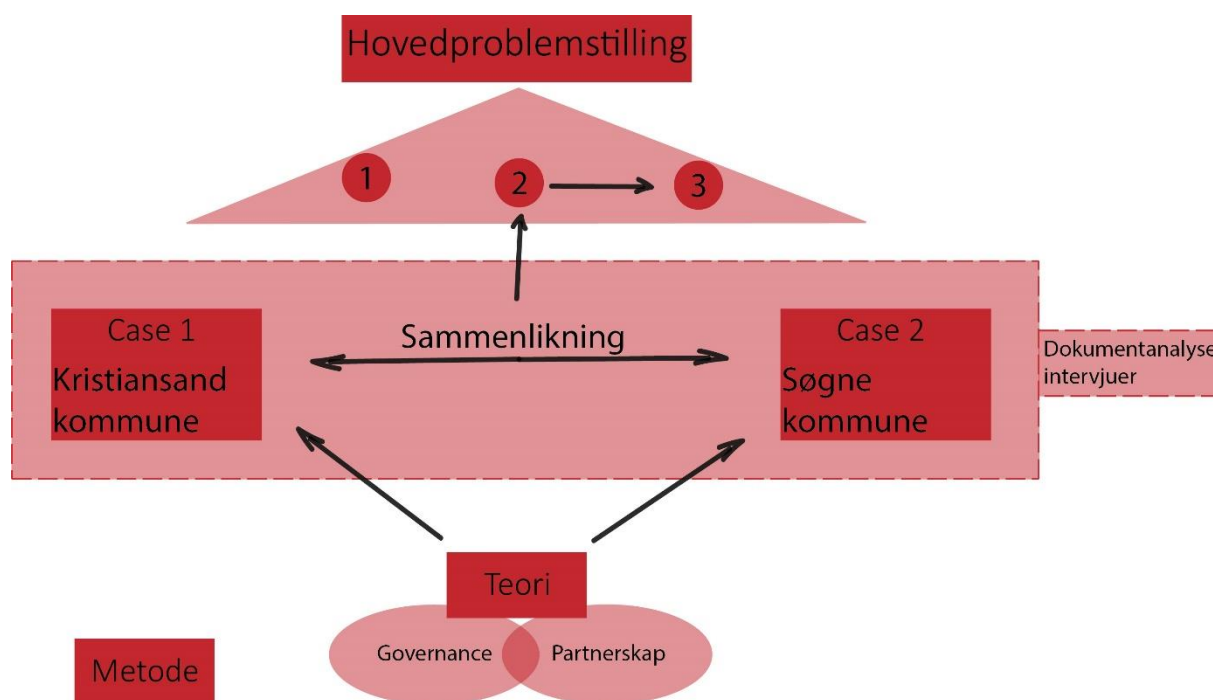 Hovedproblemstilling
1
2
3
Case 1
Kristiansand
kommune
Sammenlikning
Case 2
Søgne
kommune
Dokumentanalyse
intervjuer
Teori
Governance
Partnerskap
Metode